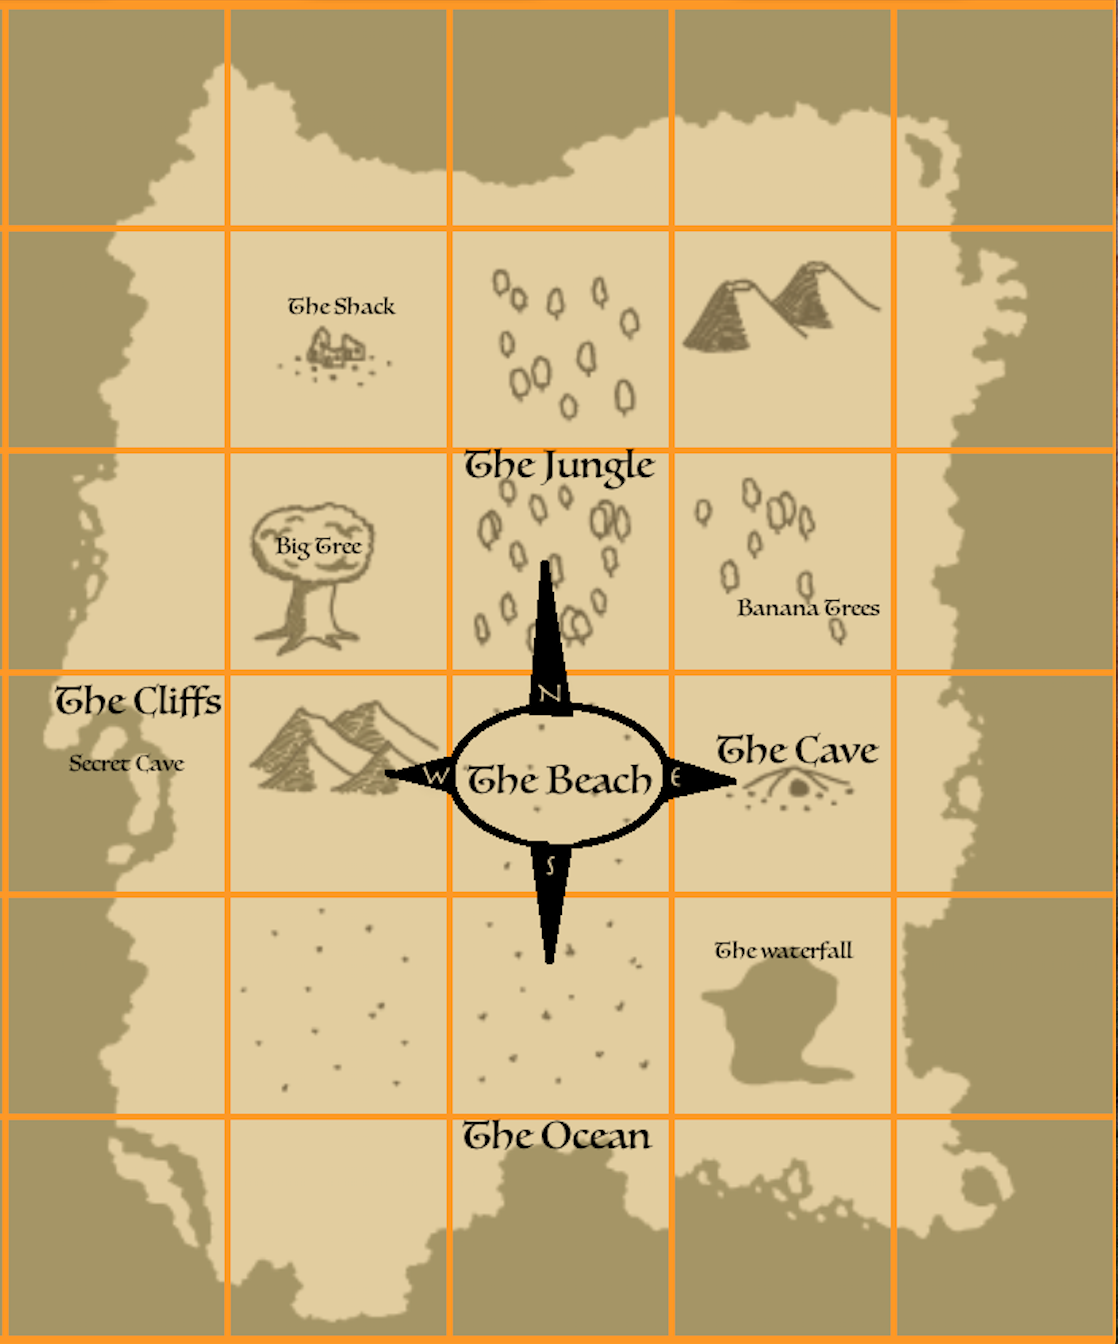 The Shack
The Jungle
Big Tree
Banana Trees
The Cliffs
Secret Cave
N
W
The Beach
E
The Cave
S
The waterfall
The Ocean